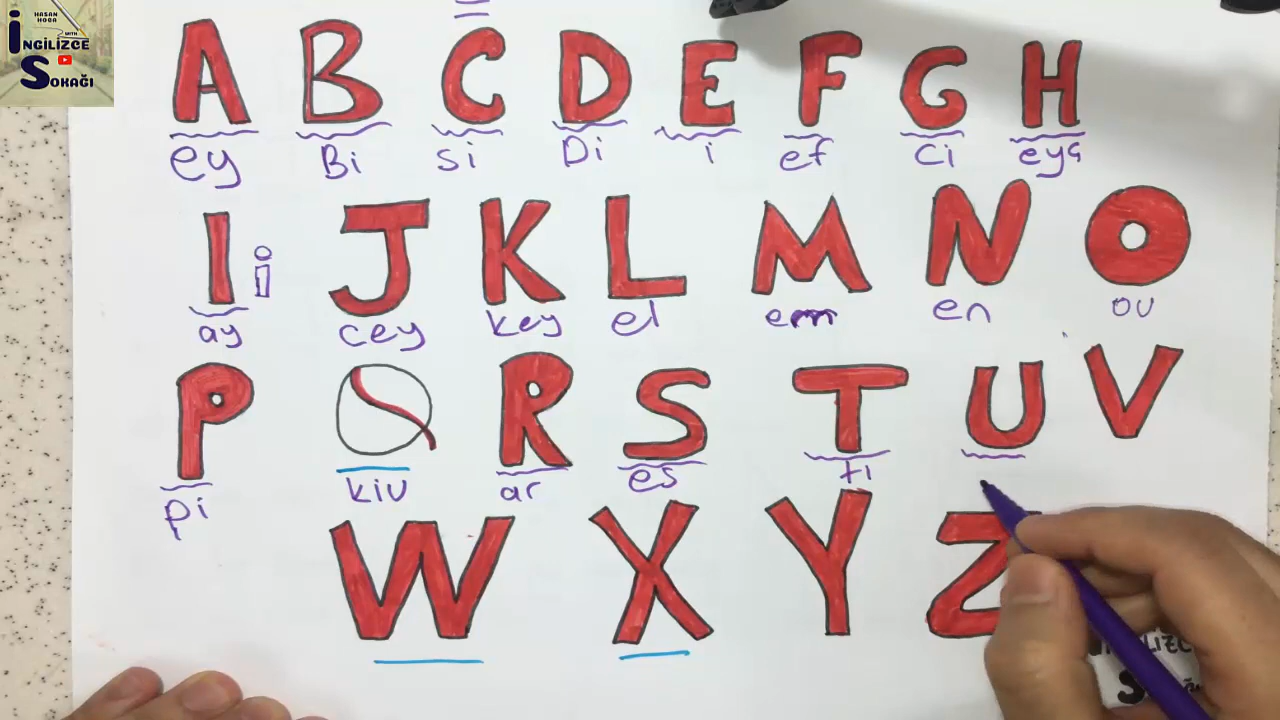 HASAN HOCA
WITH
İNGİLİZCE
SOKAĞI
A B C D E F G H
ey Bi si Di i ef ci eyç
I i J K L M N O
ay cey key el em en ou
P Q R S T U V
pi kiu ar es ti
W X Y Z